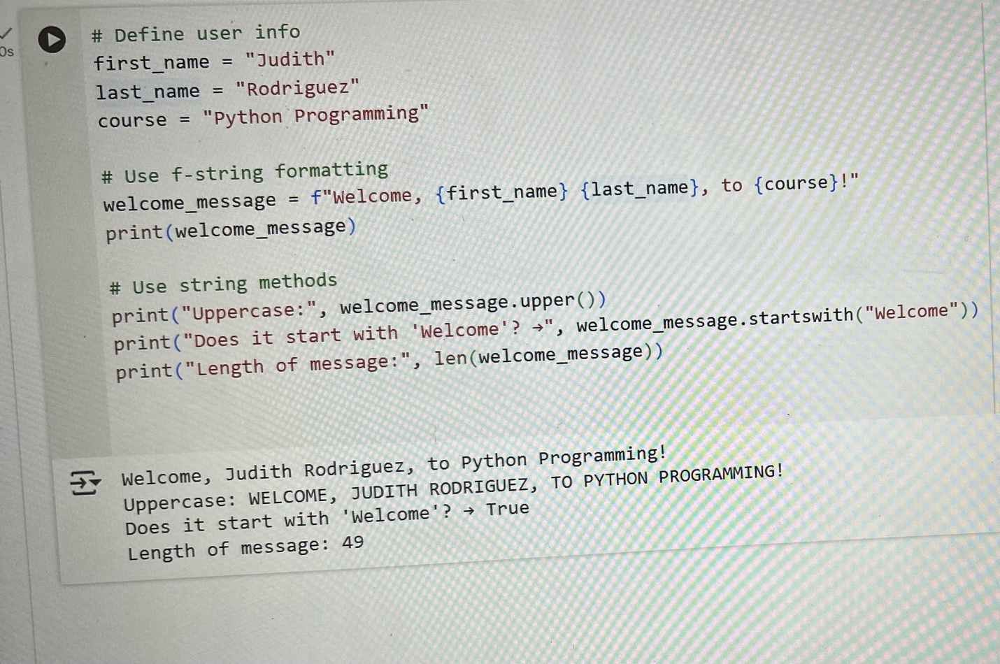 0s
# Define user info
first_name = "Judith"
last_name = "Rodriguez"
course = "Python Programming"
# Use f-string formatting
welcome_message = f"Welcome, {first_name} {last_name}, to {course}!"
print(welcome_message)
# Use string methods
print("Uppercase:", welcome_message.upper())
print("Does it start with 'Welcome'? →", welcome_message.startswith("Welcome"))
print("Length of message:", len(welcome_message))
Welcome, Judith Rodriguez, to Python Programming!
Uppercase: WELCOME, JUDITH RODRIGUEZ, TO PYTHON PROGRAMMING!
Does it start with 'Welcome'? → True
Length of message: 49